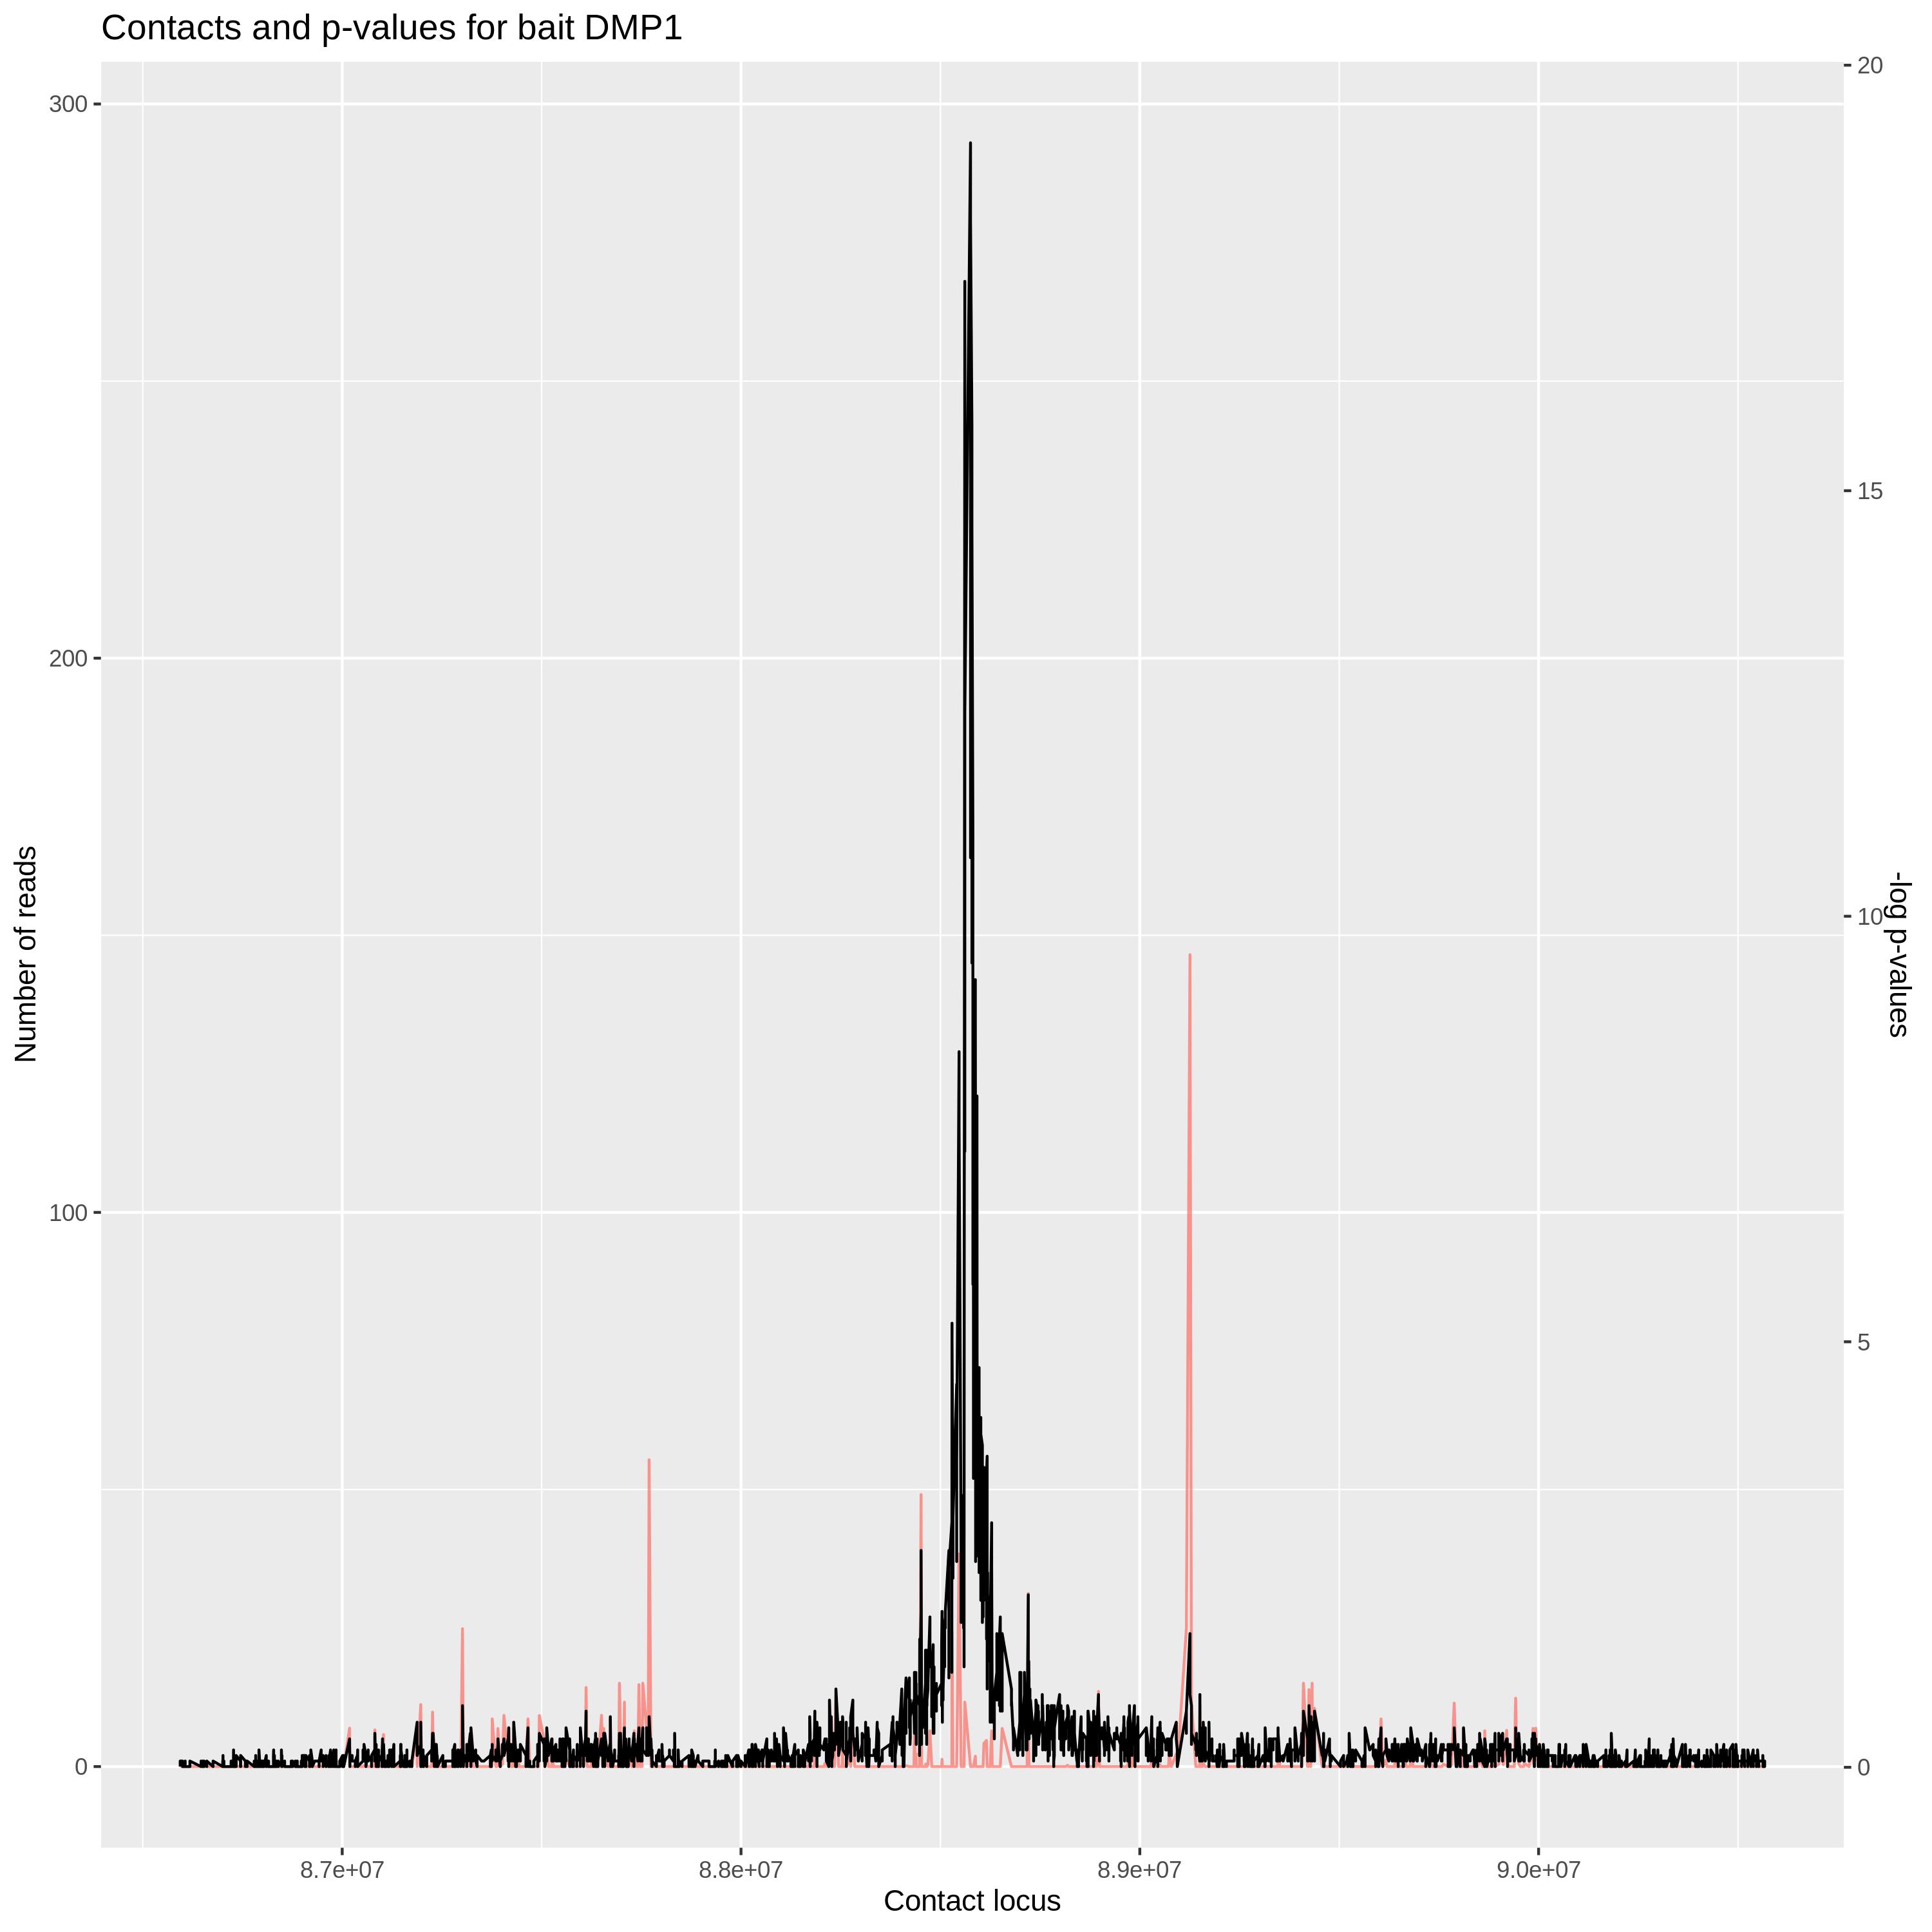 Contacts and p-values for bait DMP1
300
200
100
0
Number of reads
20
15
10
5
0
-log p-values
8.7e+07
8.8e+07
8.9e+07
9.0e+07
Contact locus